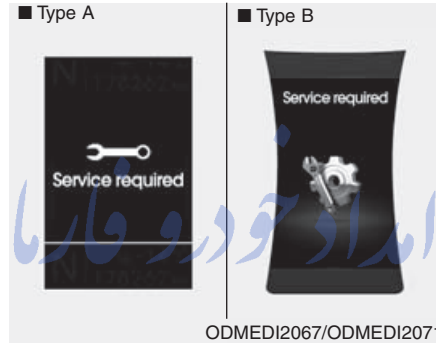 ■ Type A
■ Type B
Service required
Service required
امداد خودرو فارما
ODMEDI2067/ODMEDI2071